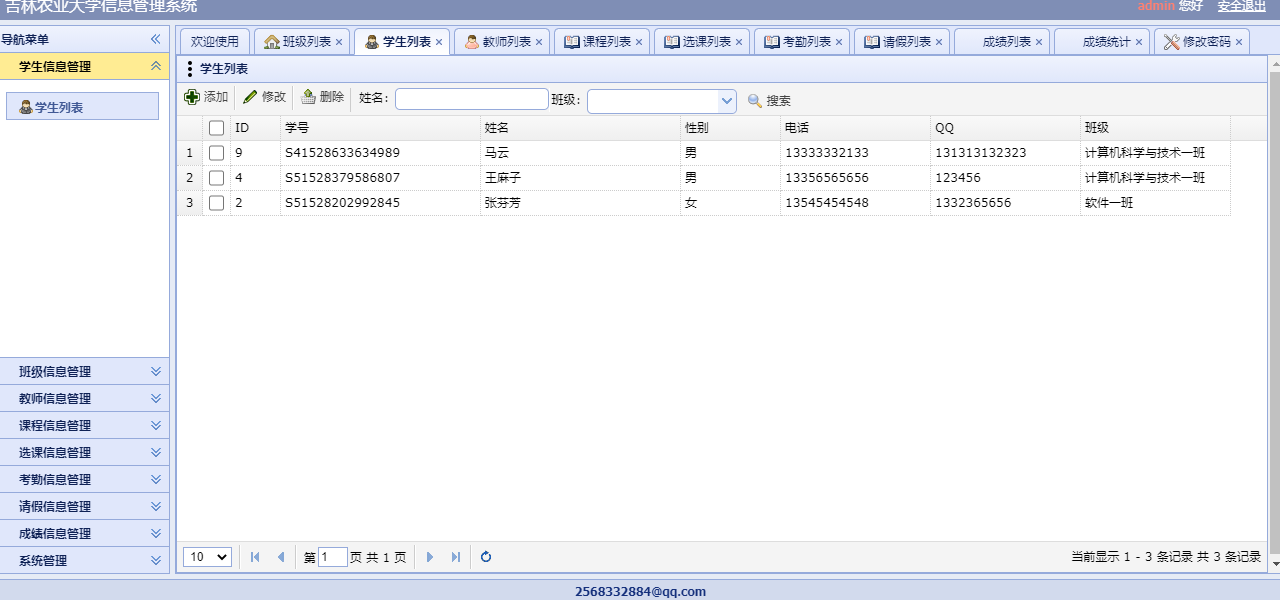 吉林农业大学信息管理系统 admin 您好 安全退出
导航菜单 欢迎使用 班级列表 学生列表 教师列表 课程列表 选课列表 考勤列表 请假列表 成绩列表 成绩统计 修改密码
学生信息管理 学生列表
学生列表 添加 修改 删除 姓名: 班级: 搜索
ID 学号 姓名 性别 电话 QQ 班级
1 9 S41528633634989 马云 男 13333332133 131313132323 计算机科学与技术一班
2 4 S51528379586807 王麻子 男 13356565656 123456 计算机科学与技术一班
3 2 S51528202992845 张芬芳 女 13545454548 1332365656 软件一班
班级信息管理
教师信息管理
课程信息管理
选课信息管理
考勤信息管理
请假信息管理
成绩信息管理
系统管理
10 第 1 页 共 1 页 当前显示 1 - 3 条记录 共 3 条记录
2568332884@qq.com